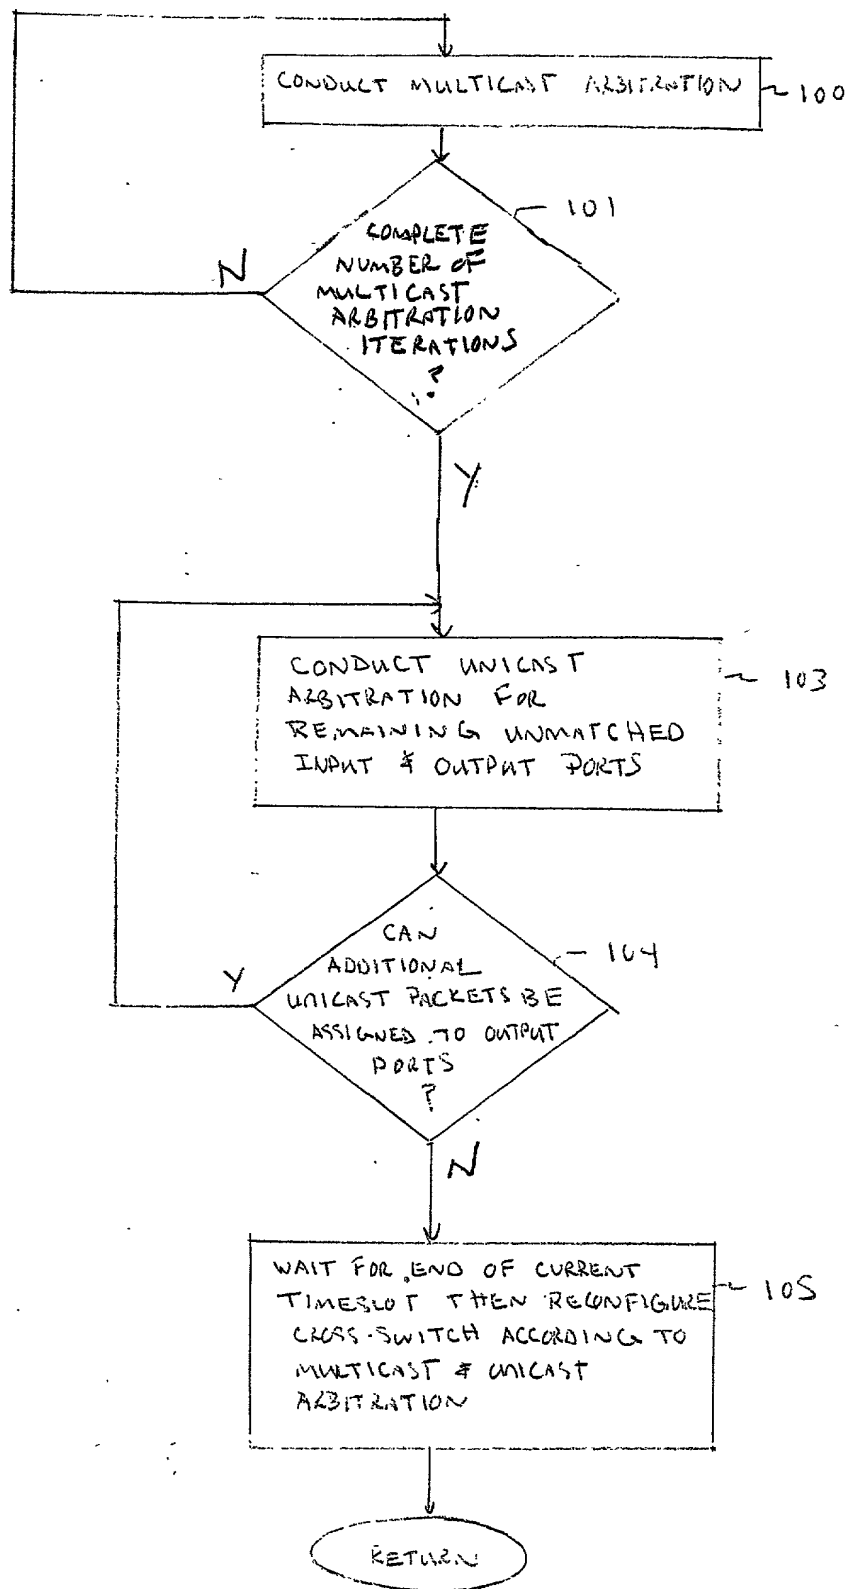 CONDUCT MULTICAST ARBITRATION
100
101
COMPLETE
NUMBER OF
MULTICAST
ARBITRATION
ITERATIONS
?
N
Y
CONDUCT UNICAST
ARBITRATION FOR
REMAINING UNMATCHED
INPUT & OUTPUT PORTS
103
CAN
ADDITIONAL
UNICAST PACKETS BE
ASSIGNED TO OUTPUT
PORTS
?
104
Y
N
WAIT FOR END OF CURRENT
TIMESLOT THEN RECONFIGURE
CROSS-SWITCH ACCORDING TO
MULTICAST & UNICAST
ARBITRATION
105
RETURN